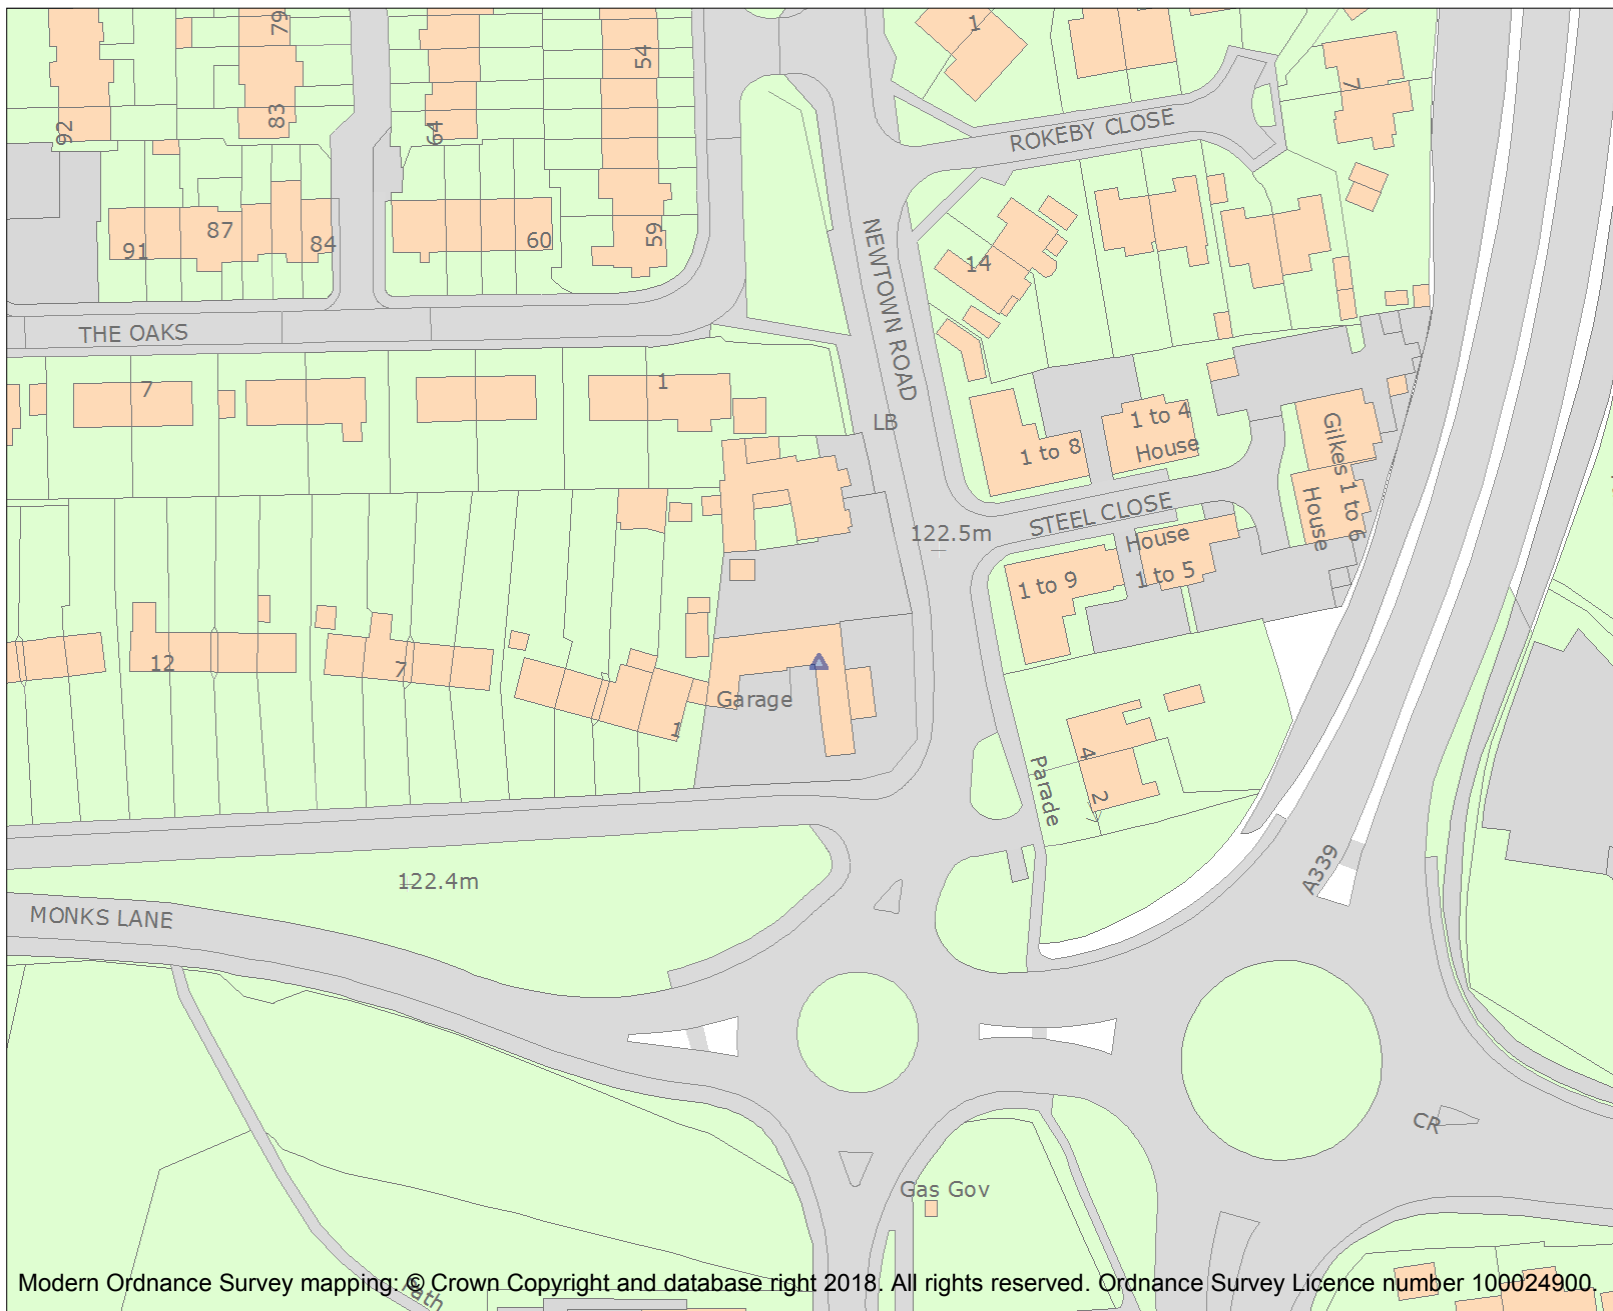 79
54
1
7
92
83
64
ROKEBY CLOSE
91
87
84
60
59
14
NEWTOWN ROAD
THE OAKS
7
1
LB
1 to 8
1 to 4
House
Gilkes 1 to 6
House
STEEL CLOSE
122.5m
House
1 to 5
1 to 9
12
7
1
Garage
4
2
Parade
122.4m
A339
MONKS LANE
CR
Gas Gov
Path
Modern Ordnance Survey mapping: © Crown Copyright and database right 2018. All rights reserved. Ordnance Survey Licence number 100024900.